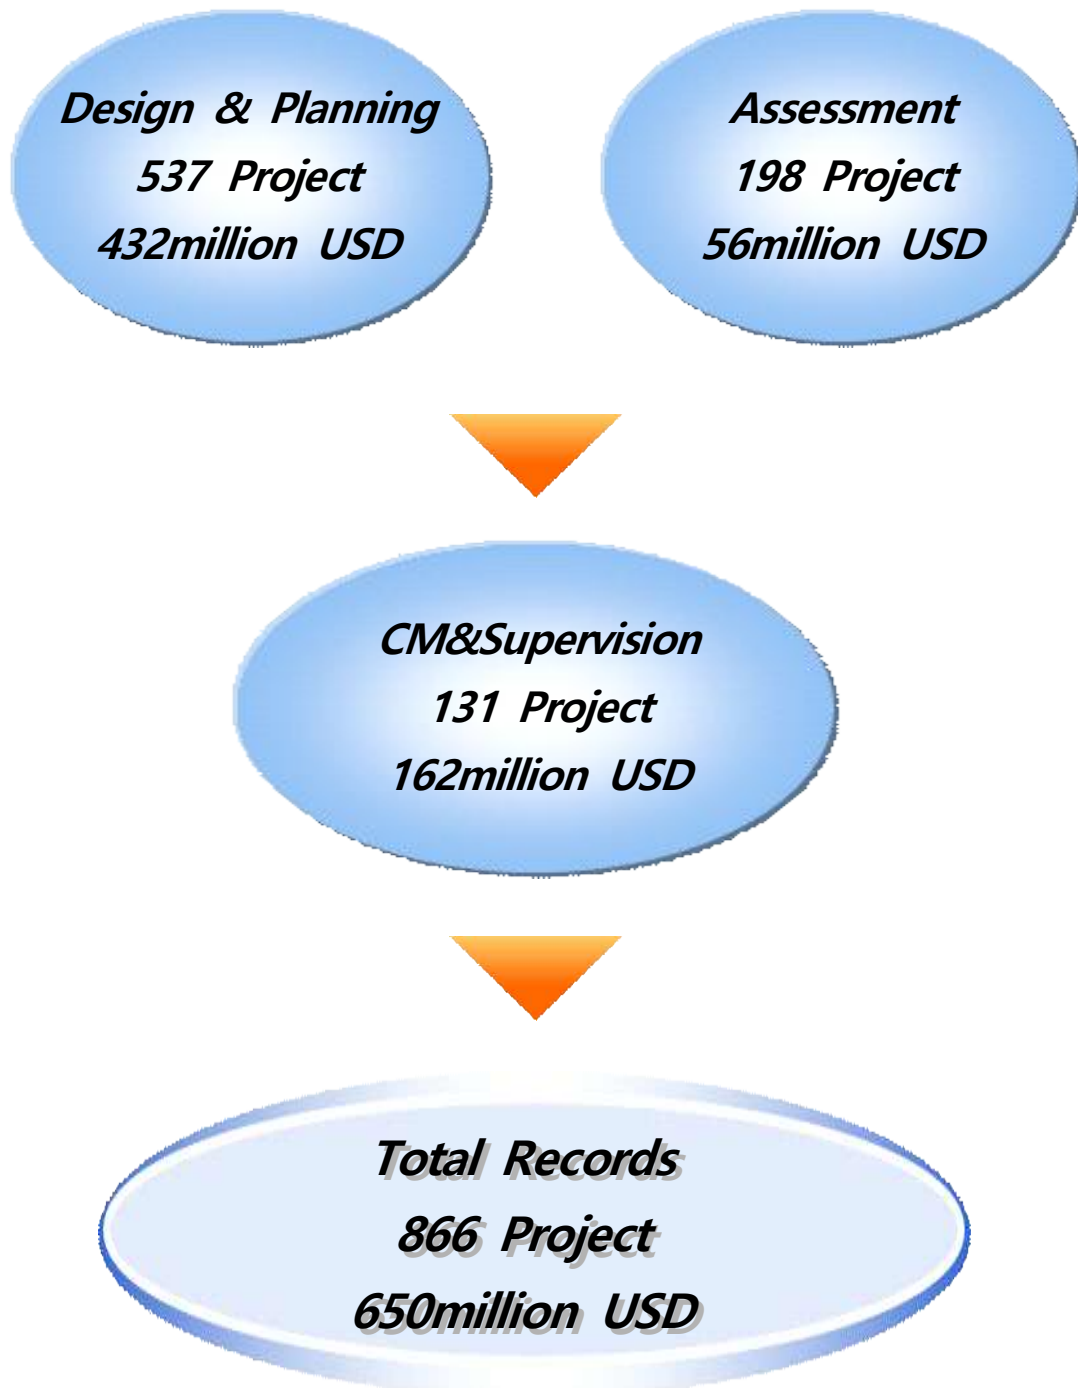 Design & Planning
537 Project
432million USD
Assessment
198 Project
56million USD
CM&Supervision
131 Project
162million USD
Total Records
866 Project
650million USD